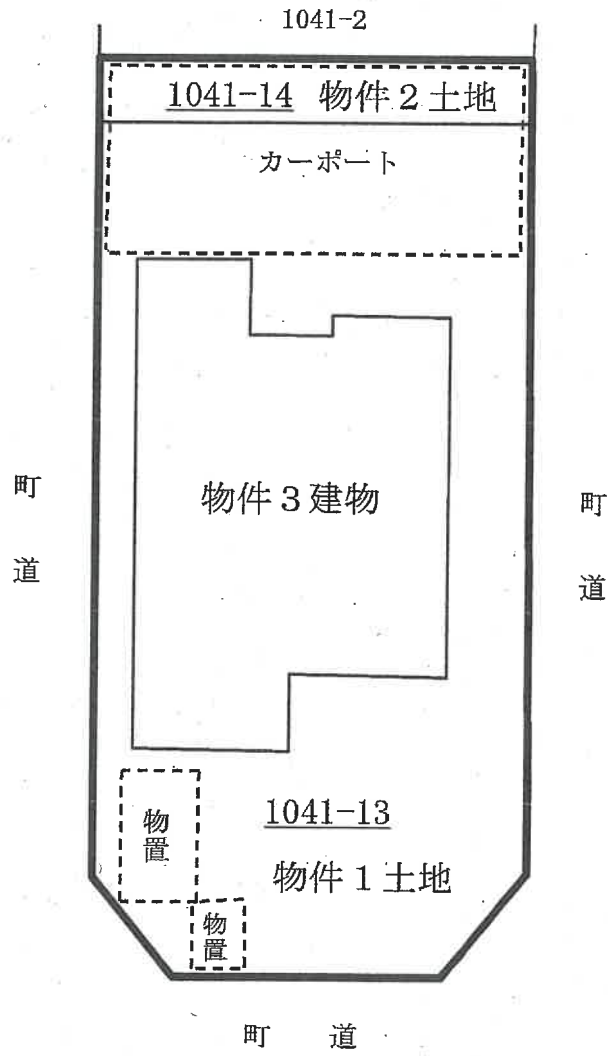 1041-2
1041-14 物件2土地
カーポート
町道
物件3建物
町道
物置
1041-13
物件1土地
物置
町 道